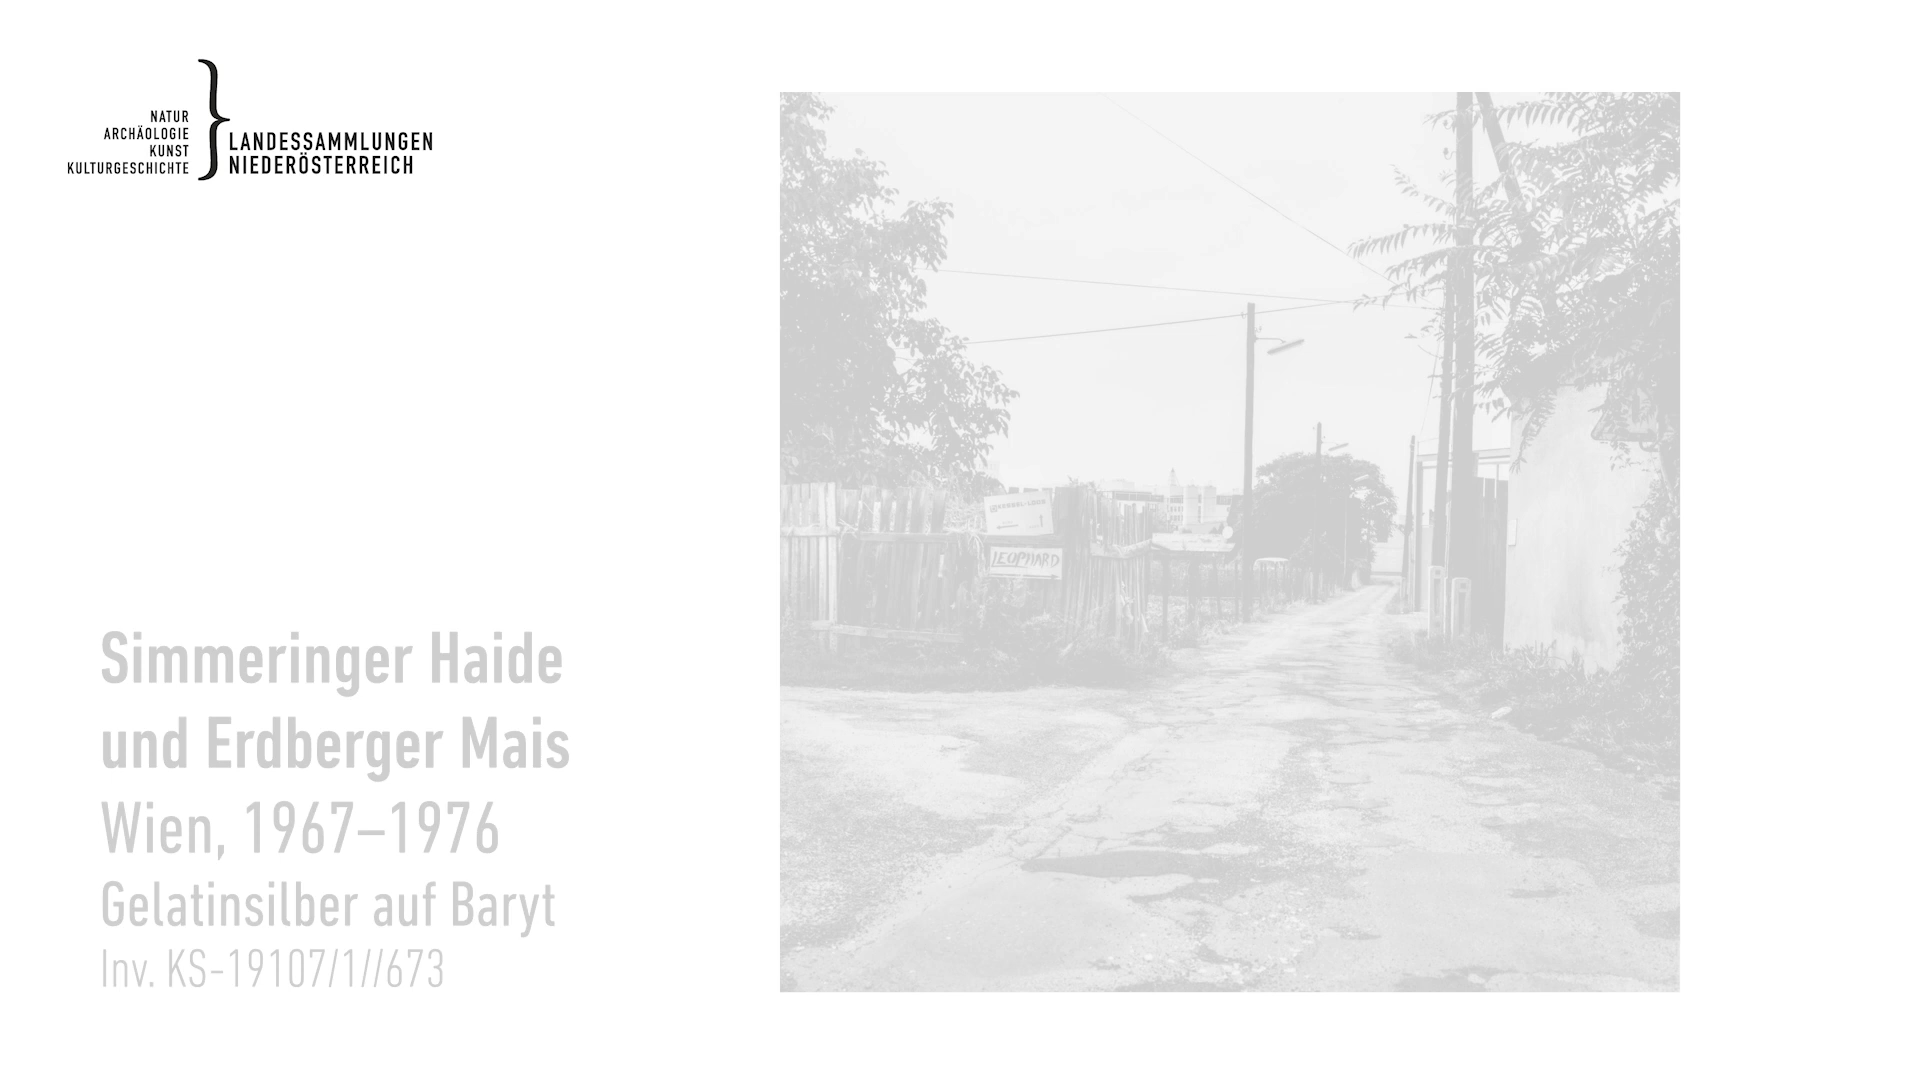 NATUR
ARCHÄOLOGIE
KUNST
KULTURGESCHICHTE
LANDESSAMMLUNGEN
NIEDERÖSTERREICH
LEOPHARD
Simmeringer Haide
und Erdberger Mais
Wien, 1967–1976
Gelatinsilber auf Baryt
Inv. KS-19107/1//673